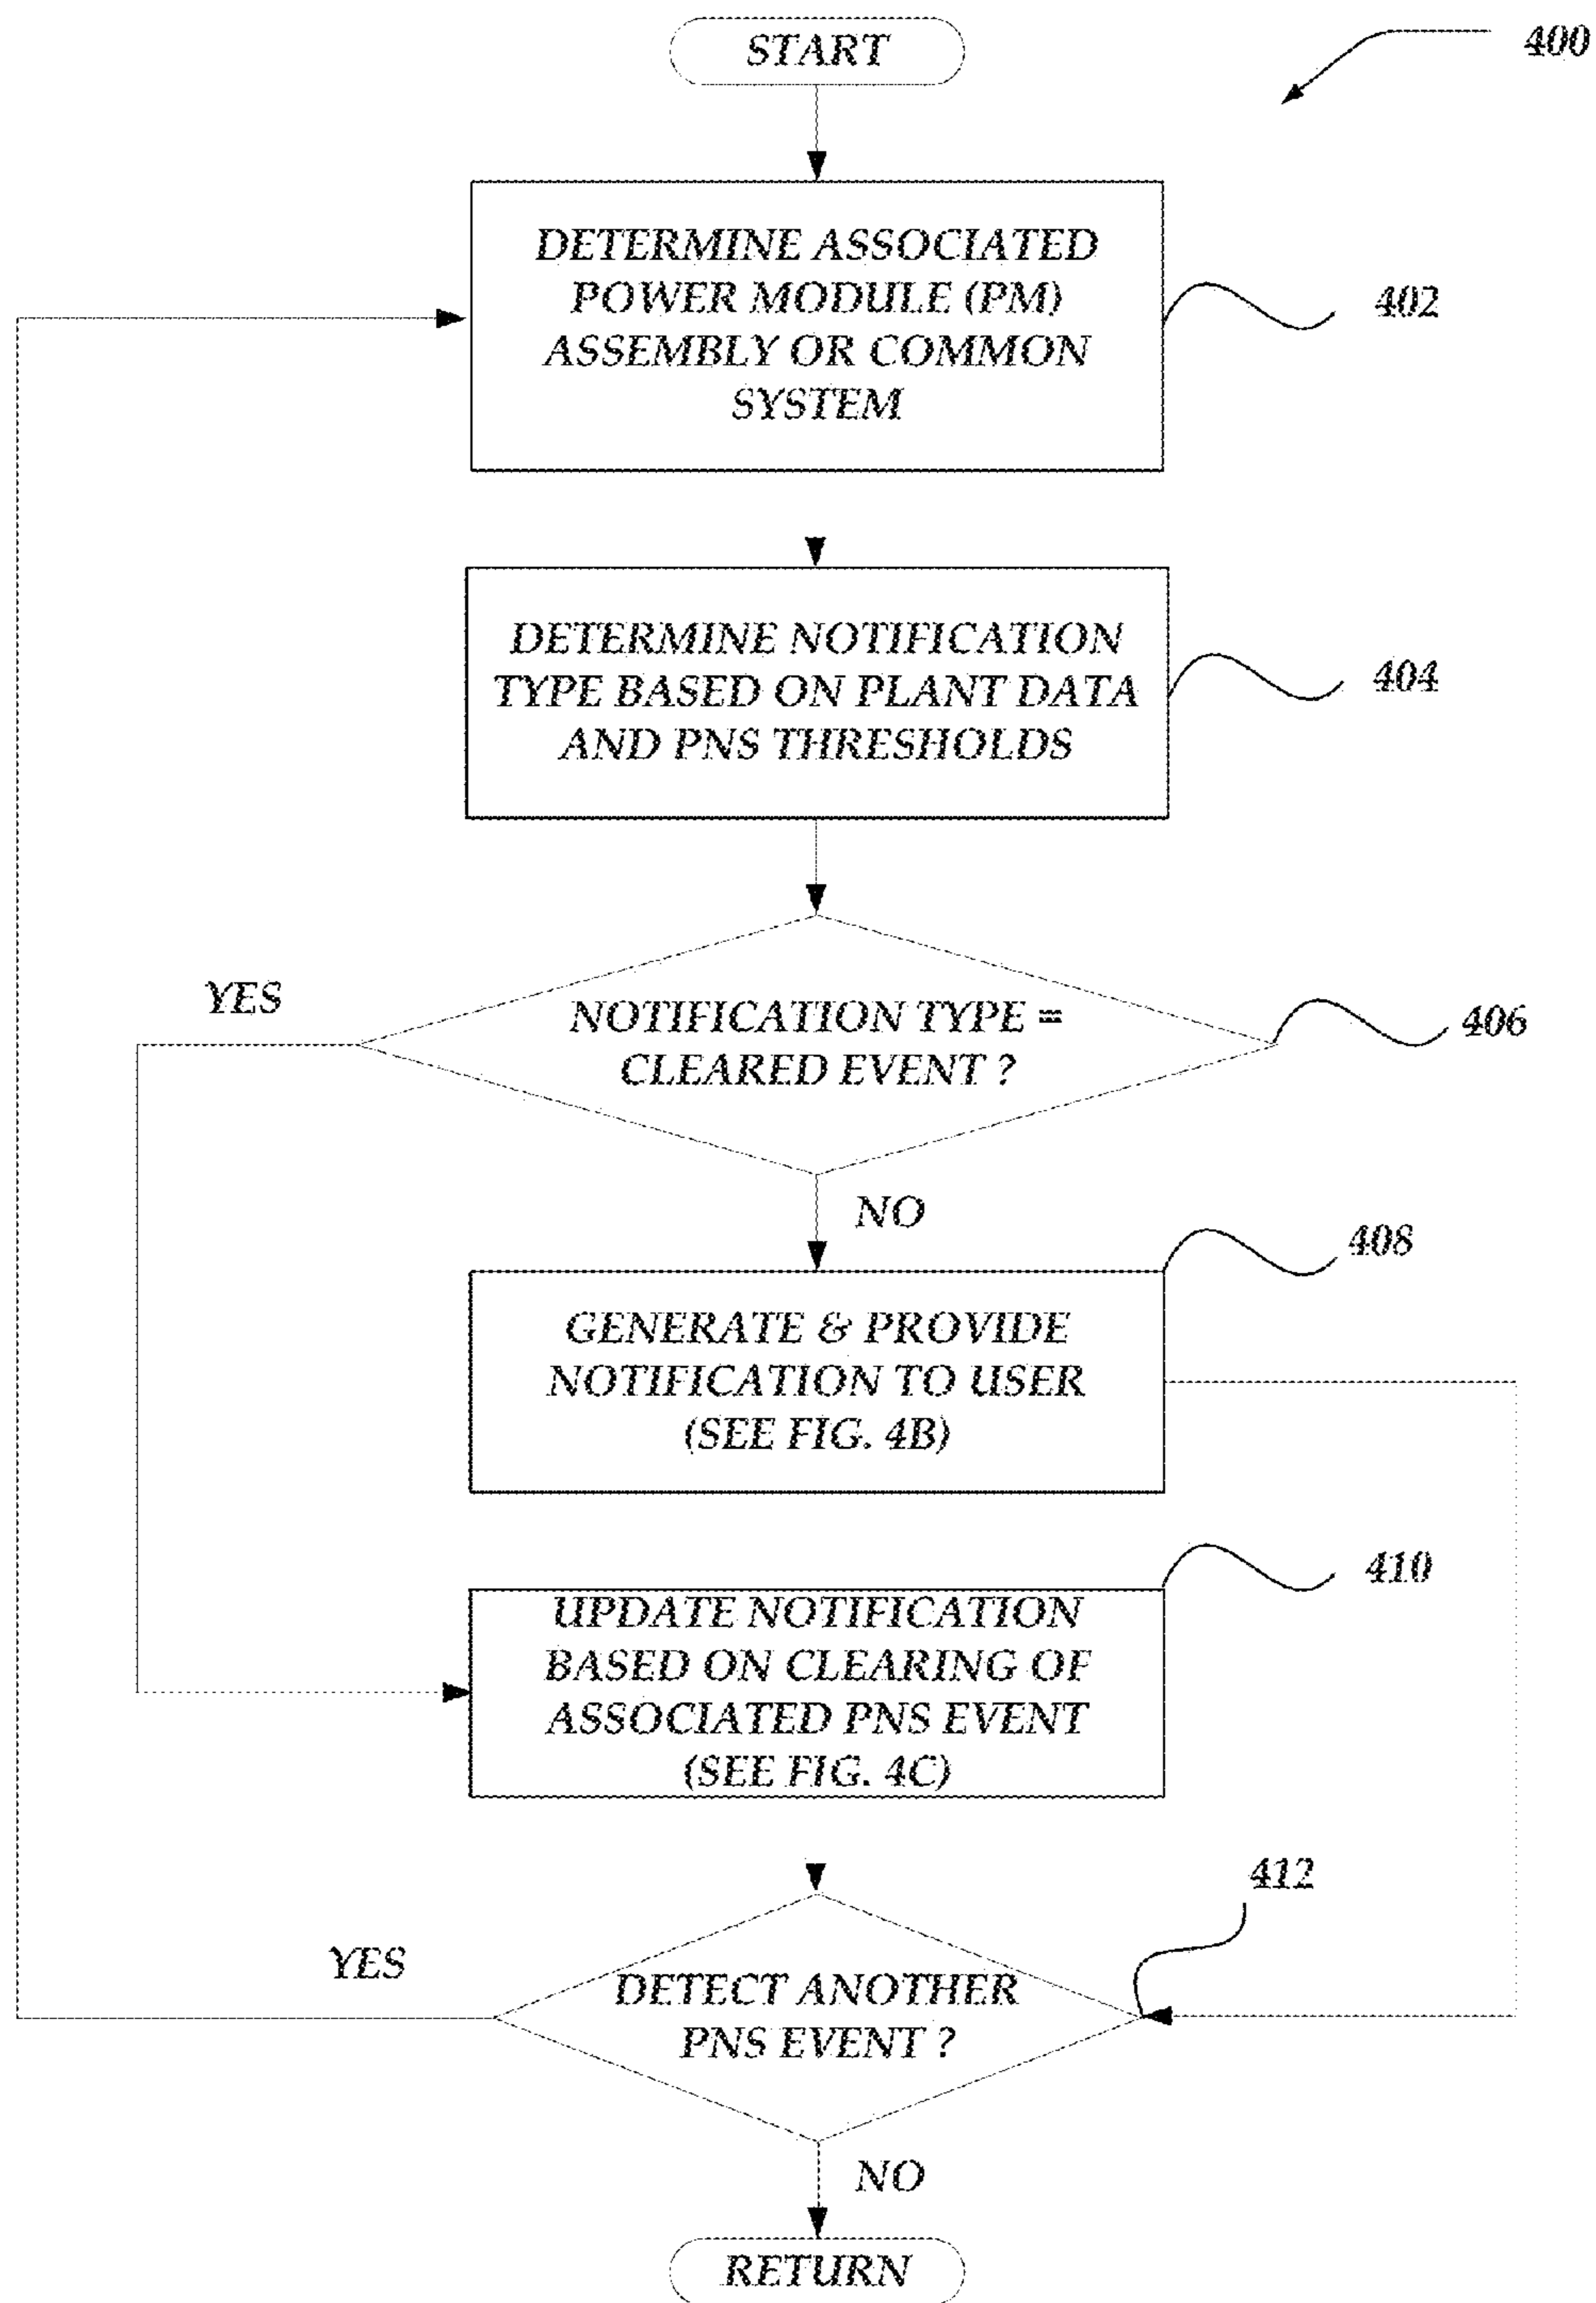 START
400
DETERMINE ASSOCIATED
POWER MODULE (PM)
ASSEMBLY OR COMMON
SYSTEM
402
DETERMINE NOTIFICATION
TYPE BASED ON PLANT DATA
AND PNS THRESHOLDS
404
YES
NOTIFICATION TYPE =
CLEARED EVENT ?
406
NO
408
GENERATE & PROVIDE
NOTIFICATION TO USER
(SEE FIG. 4B)
410
UPDATE NOTIFICATION
BASED ON CLEARING OF
ASSOCIATED PNS EVENT
(SEE FIG. 4C)
412
YES
DETECT ANOTHER
PNS EVENT ?
NO
RETURN